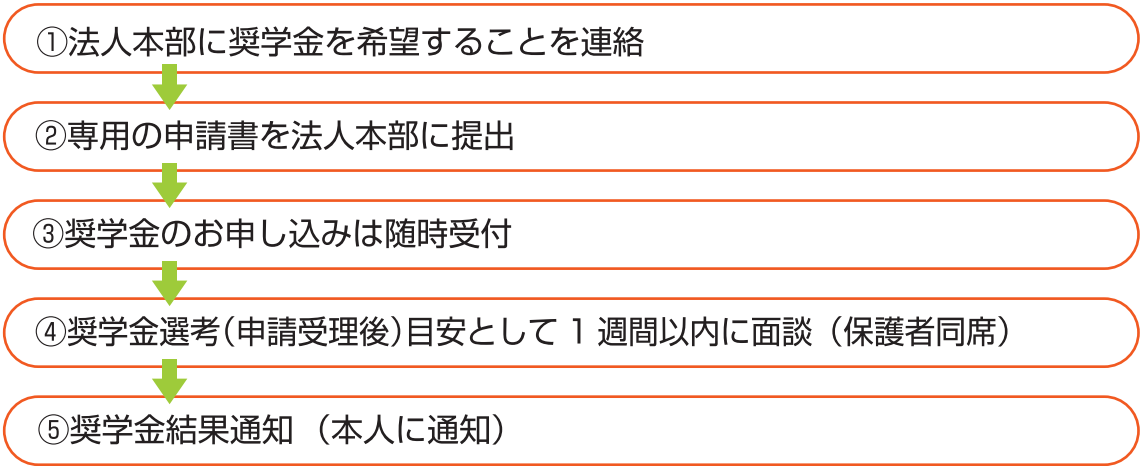 ①法人本部に奨学金を希望することを連絡
②専用の申請書を法人本部に提出
③奨学金のお申し込みは随時受付
④奨学金選考（申請受理後）目安として 1 週間以内に面談（保護者同席）
⑤奨学金結果通知（本人に通知）